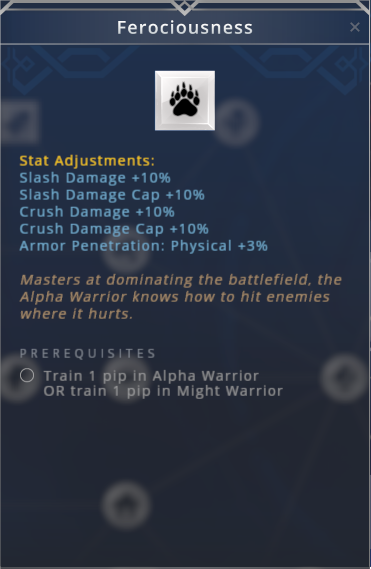 Ferociousness
Stat Adjustments:
Slash Damage +10%
Slash Damage Cap +10%
Crush Damage +10%
Crush Damage Cap +10%
Armor Penetration: Physical +3%
Masters at dominating the battlefield, the
Alpha Warrior knows how to hit enemies
where it hurts.
PREREQUISITES
Train 1 pip in Alpha Warrior
OR train 1 pip in Might Warrior